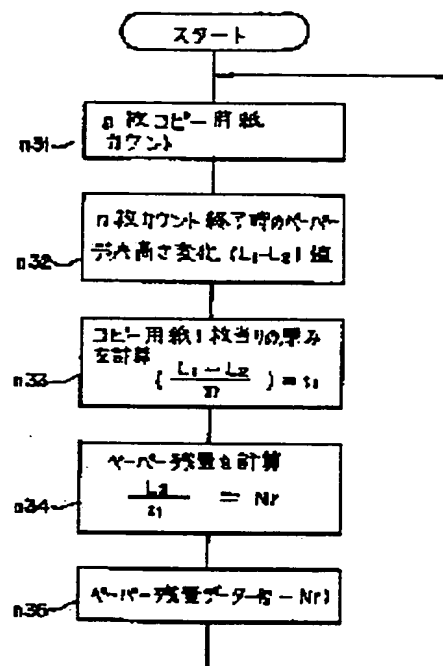 スタート
n枚コピー用紙
カウント
n31
n枚カウント終了時のペーパー
高さ変化 (L1-L2) 値
n32
コピー用紙1枚当りの厚み
を計算
( L1 - L2 / n ) = t1
n33
ペーパー残量を計算
L2 / t1 = Nr
n34
ペーパー残量データー
n35